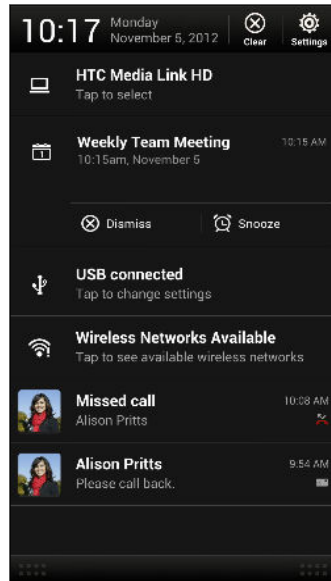 10:17
Monday
November 5, 2012
Clear
Settings
HTC Media Link HD
Tap to select
Weekly Team Meeting 10:15 AM
10:15am, November 5
1
Dismiss Snooze
USB connected
Tap to change settings
Wireless Networks Available
Tap to see available wireless networks
Missed call 10:08 AM
Alison Pritts
Alison Pritts 9:54 AM
Please call back.